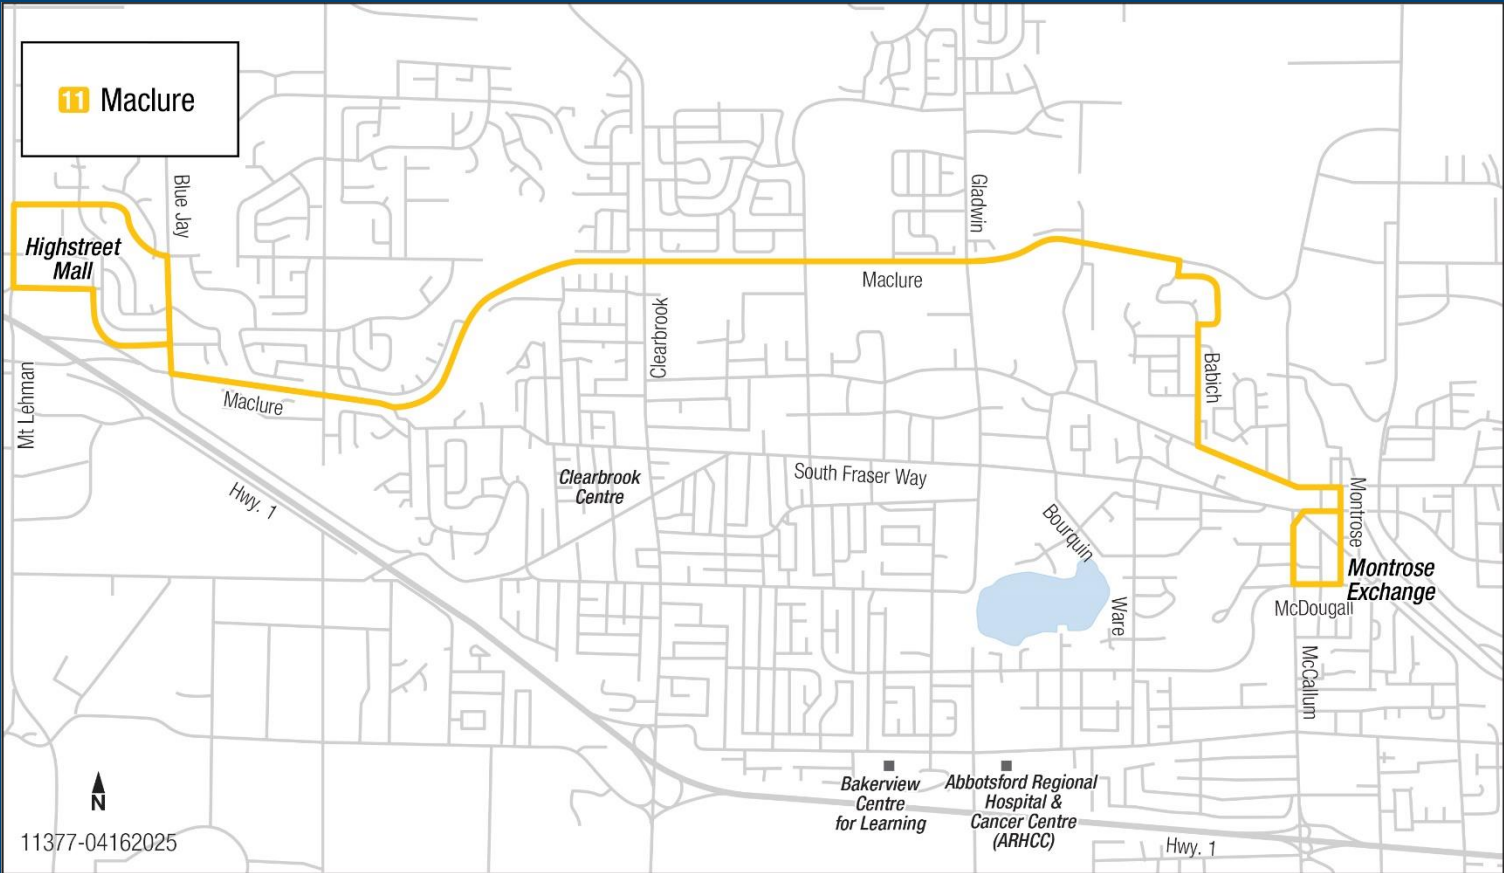 11 Maclure
Blue Jay
Gladwin
Highstreet
Mall
Maclure
Clearbrook
Mt Lehman
Babich
Maclure
Clearbrook
Centre
South Fraser Way
Hwy. 1
Bourquin
Montrose
Montrose
Exchange
McDougall
Ware
McCallum
Bakerview
Centre
for Learning
Abbotsford Regional
Hospital &
Cancer Centre
(ARHCC)
N
11377-04162025
Hwy. 1